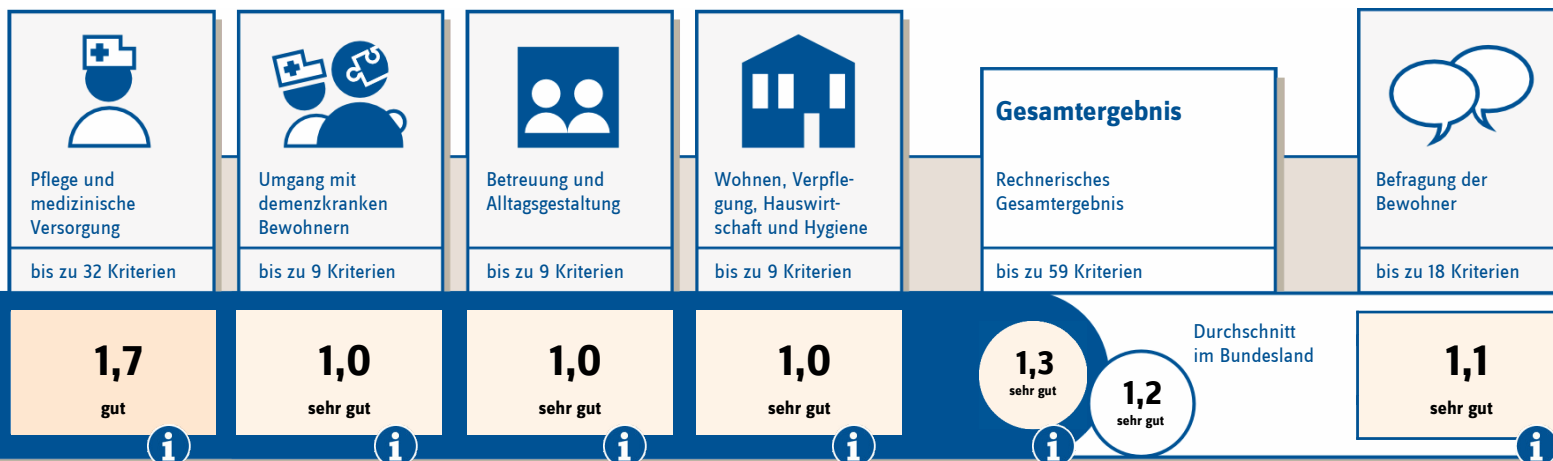 Pflege und
medizinische
Versorgung
bis zu 32 Kriterien
1,7
gut
Umgang mit
demenzkranken
Bewohnern
bis zu 9 Kriterien
1,0
sehr gut
Betreuung und
Alltagsgestaltung
bis zu 9 Kriterien
1,0
sehr gut
Wohnen, Verpfle-
gung, Hauswirt-
schaft und Hygiene
bis zu 9 Kriterien
1,0
sehr gut
Gesamtergebnis
Rechnerisches
Gesamtergebnis
bis zu 59 Kriterien
1,3
sehr gut
Durchschnitt
im Bundesland
1,2
sehr gut
Befragung der
Bewohner
bis zu 18 Kriterien
1,1
sehr gut